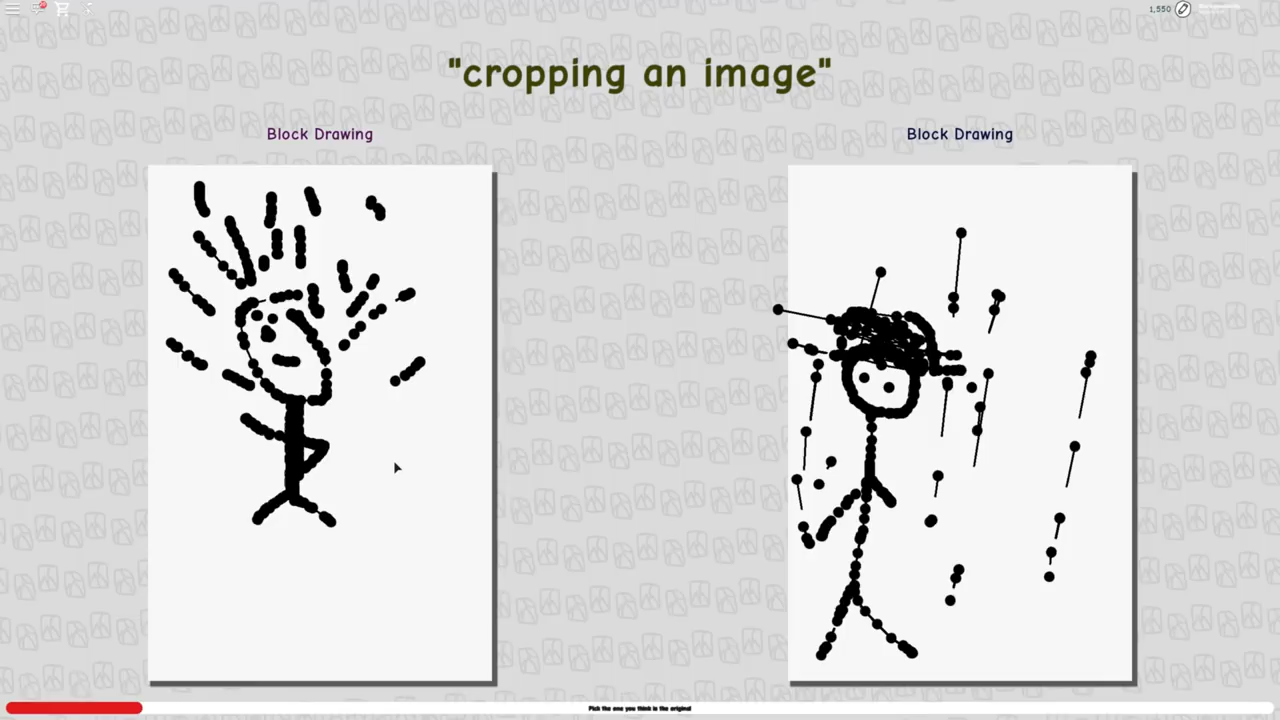 1,550
"cropping an image"
Block Drawing
Block Drawing
Pick the one you think is the original